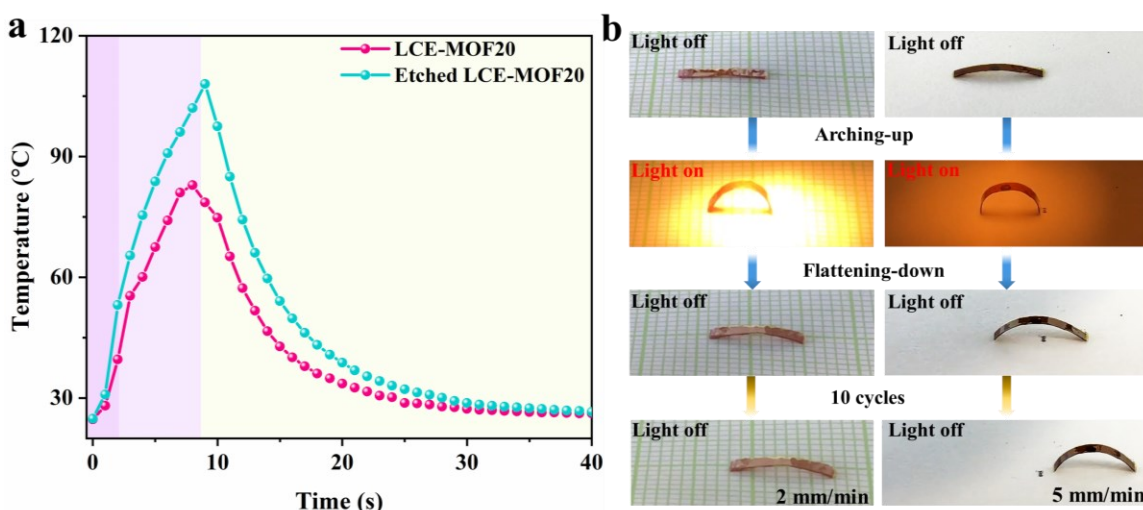 a
120
90
60
30
Temperature (°C)
LCE-MOF20
Etched LCE-MOF20
0
10
20
30
40
Time (s)
b
Light off
Light off
Arching-up
Light on
Light on
Flattening-down
Light off
Light off
10 cycles
Light off
Light off
2 mm/min
5 mm/min